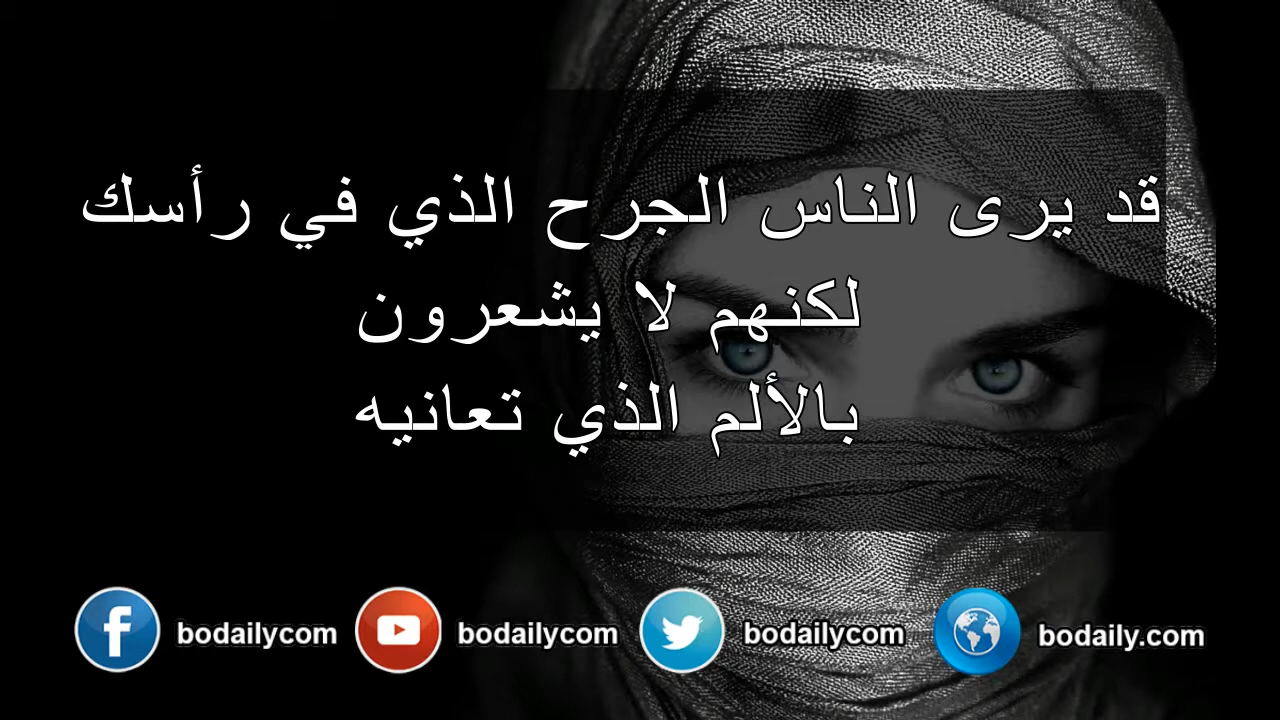 قد يرى الناس الجرح الذي في رأسك
لكنهم لا يشعرون
بالألم الذي تعانيه
bodailycom bodailycom bodailycom bodaily.com